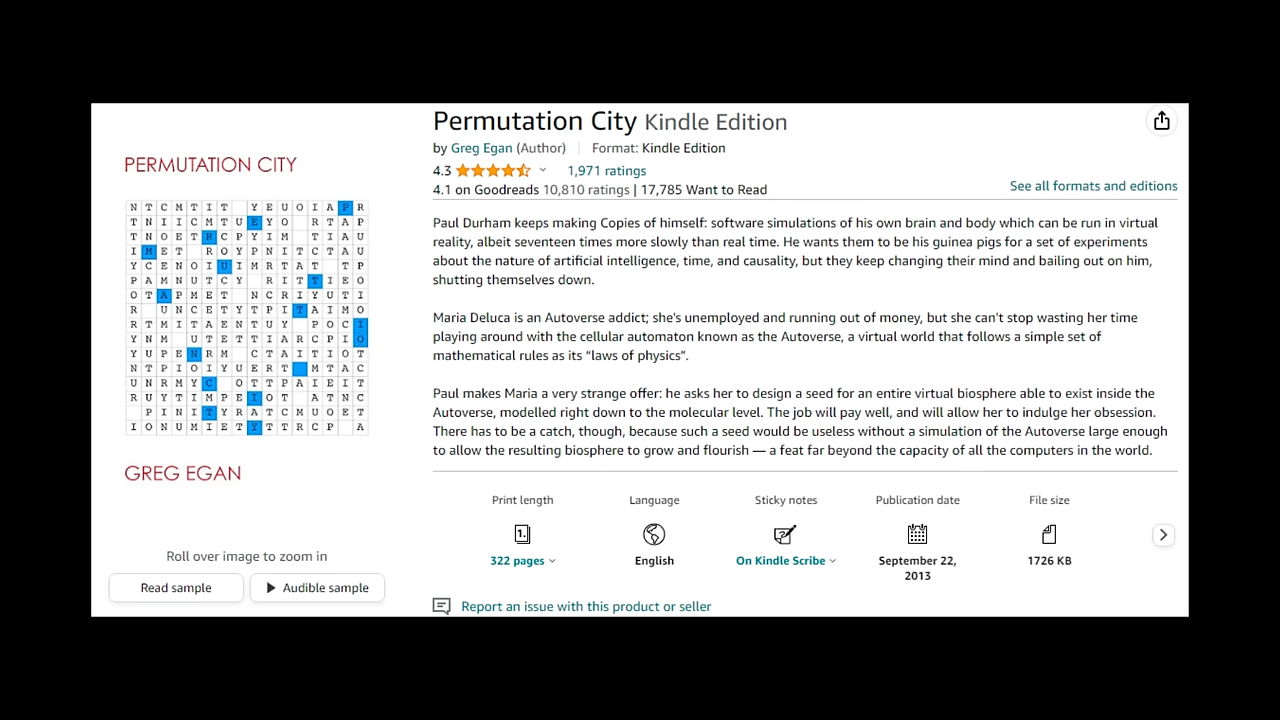 PERMUTATION CITY
N T C M T I T Y E U O I A P R
T N I I C M T U E Y O R T A P
T N O E T R C P Y I M T I A U
I M E T R O Y P N I T C T A U
Y C E N O I U I M R T A T T P
P A M N U T C Y R I T T I E O
O T A P M E T N C R I Y U T I
R U N C E T Y T P I T A I M O
R T M I T A E N T U Y P O C I
Y N M U T E T T I A R C P I O
Y U P E N R M C T A I T I O T
N T P I O I Y U E R T M T A C
U N R M Y C O T T P A I E I T
R U Y T I M P E I O T A T N C
P I N I T Y R A T C M U O E T
I O N U M I E T Y T T R C P A
GREG EGAN
Roll over image to zoom in
Read sample
Audible sample
Permutation City Kindle Edition
by Greg Egan (Author) | Format: Kindle Edition
4.3 1,971 ratings
4.1 on Goodreads 10,810 ratings | 17,785 Want to Read
See all formats and editions
Paul Durham keeps making Copies of himself: software simulations of his own brain and body which can be run in virtual
reality, albeit seventeen times more slowly than real time. He wants them to be his guinea pigs for a set of experiments
about the nature of artificial intelligence, time, and causality, but they keep changing their mind and bailing out on him,
shutting themselves down.
Maria Deluca is an Autoverse addict; she's unemployed and running out of money, but she can't stop wasting her time
playing around with the cellular automaton known as the Autoverse, a virtual world that follows a simple set of
mathematical rules as its “laws of physics”.
Paul makes Maria a very strange offer: he asks her to design a seed for an entire virtual biosphere able to exist inside the
Autoverse, modelled right down to the molecular level. The job will pay well, and will allow her to indulge her obsession.
There has to be a catch, though, because such a seed would be useless without a simulation of the Autoverse large enough
to allow the resulting biosphere to grow and flourish — a feat far beyond the capacity of all the computers in the world.
Print length Language Sticky notes Publication date File size
1.
322 pages English On Kindle Scribe September 22, 1726 KB
2013
Report an issue with this product or seller